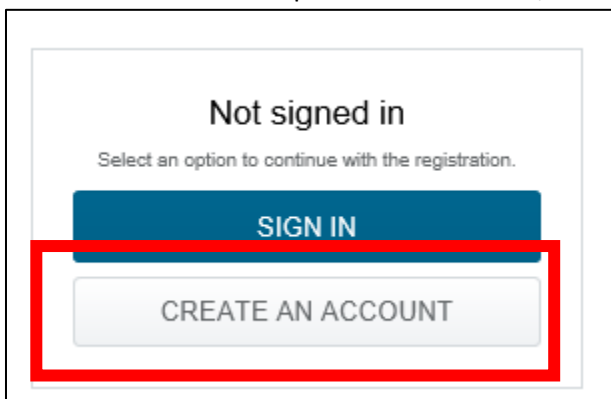 Not signed in
Select an option to continue with the registration.
SIGN IN
CREATE AN ACCOUNT